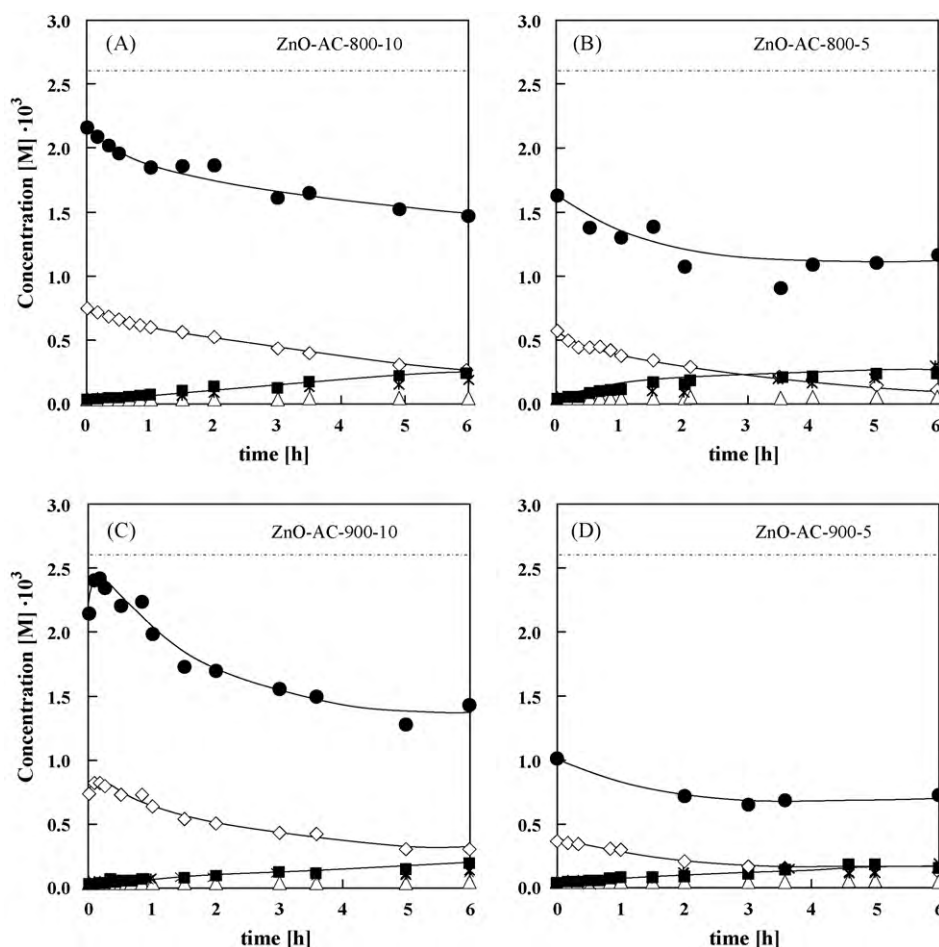 (A) ZnO-AC-800-10
3.0
2.5
2.0
1.5
1.0
0.5
0.0
Concentration [M] ·10³
0 1 2 3 4 5 6
time [h]
(B) ZnO-AC-800-5
3.0
2.5
2.0
1.5
1.0
0.5
0.0
0 1 2 3 4 5 6
time [h]
(C) ZnO-AC-900-10
3.0
2.5
2.0
1.5
1.0
0.5
0.0
Concentration [M] ·10³
0 1 2 3 4 5 6
time [h]
(D) ZnO-AC-900-5
3.0
2.5
2.0
1.5
1.0
0.5
0.0
0 1 2 3 4 5 6
time [h]